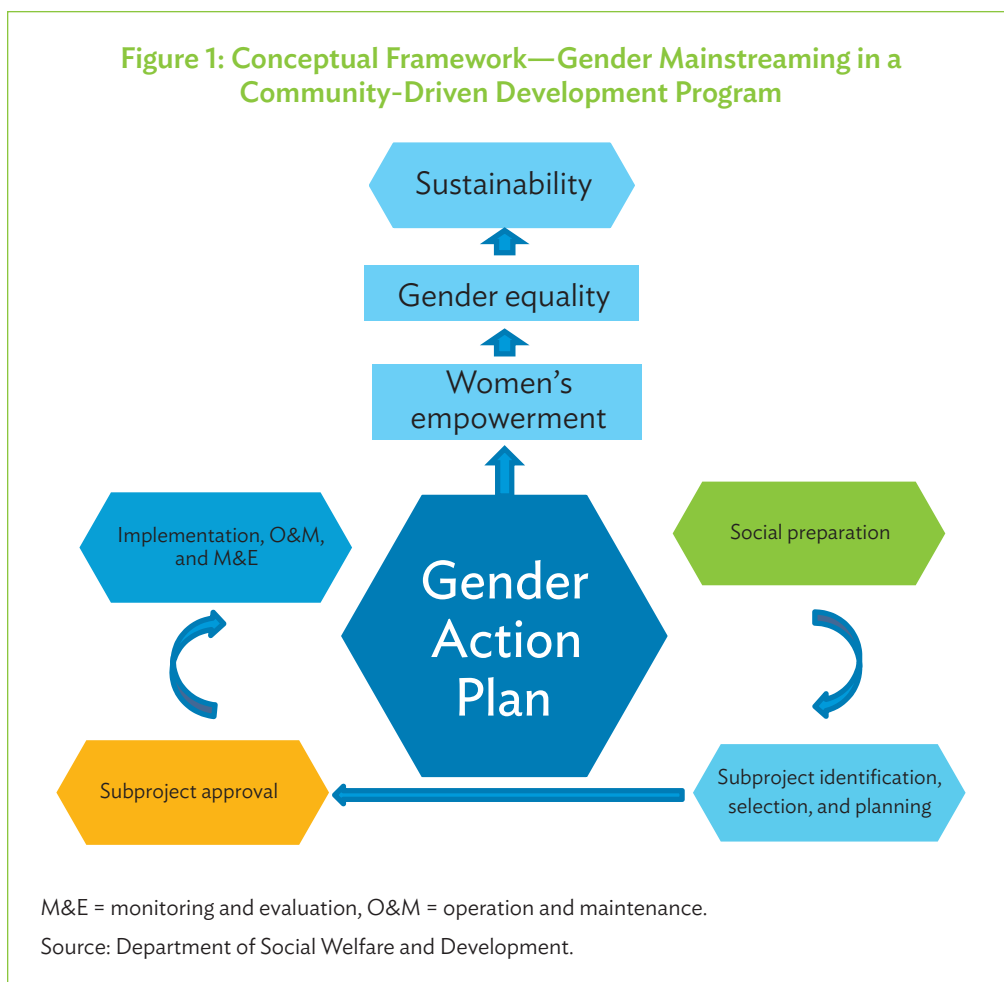 Figure 1: Conceptual Framework—Gender Mainstreaming in a
Community-Driven Development Program
Sustainability
Gender equality
Women’s
empowerment
Implementation, O&M,
and M&E
Social preparation
Gender
Action
Plan
Subproject approval
Subproject identification,
selection, and planning
M&E = monitoring and evaluation, O&M = operation and maintenance.
Source: Department of Social Welfare and Development.